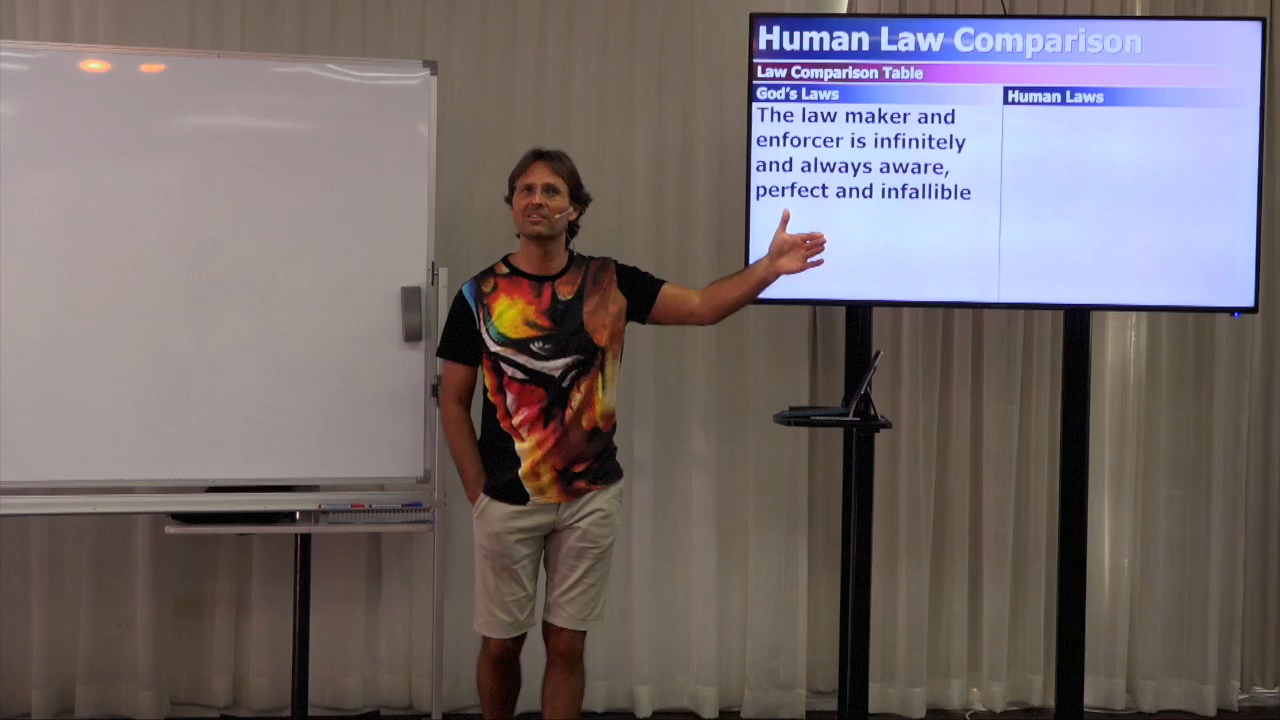 Human Law Comparison
Law Comparison Table
God's Laws
Human Laws
The law maker and
enforcer is infinitely
and always aware,
perfect and infallible